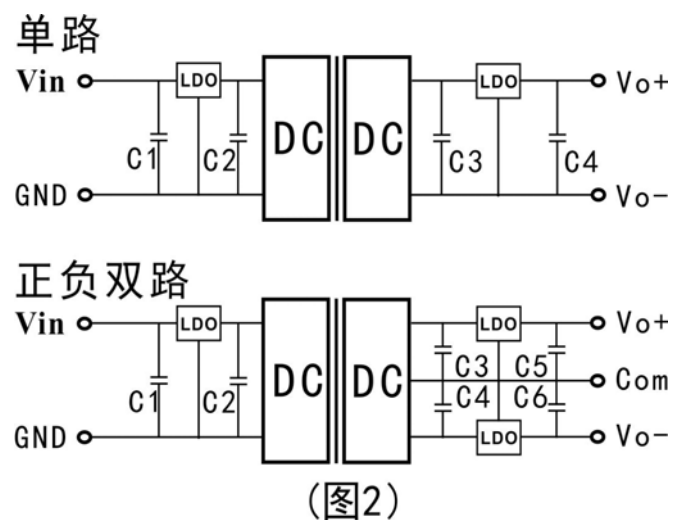 单路
Vin LDO LDO Vo+
DC DC
C1 C2 C3 C4
GND Vo-
正负双路
Vin LDO LDO Vo+
C3 C5
DC DC Com
C1 C2 C4 C6
GND LDO Vo-
(图2)